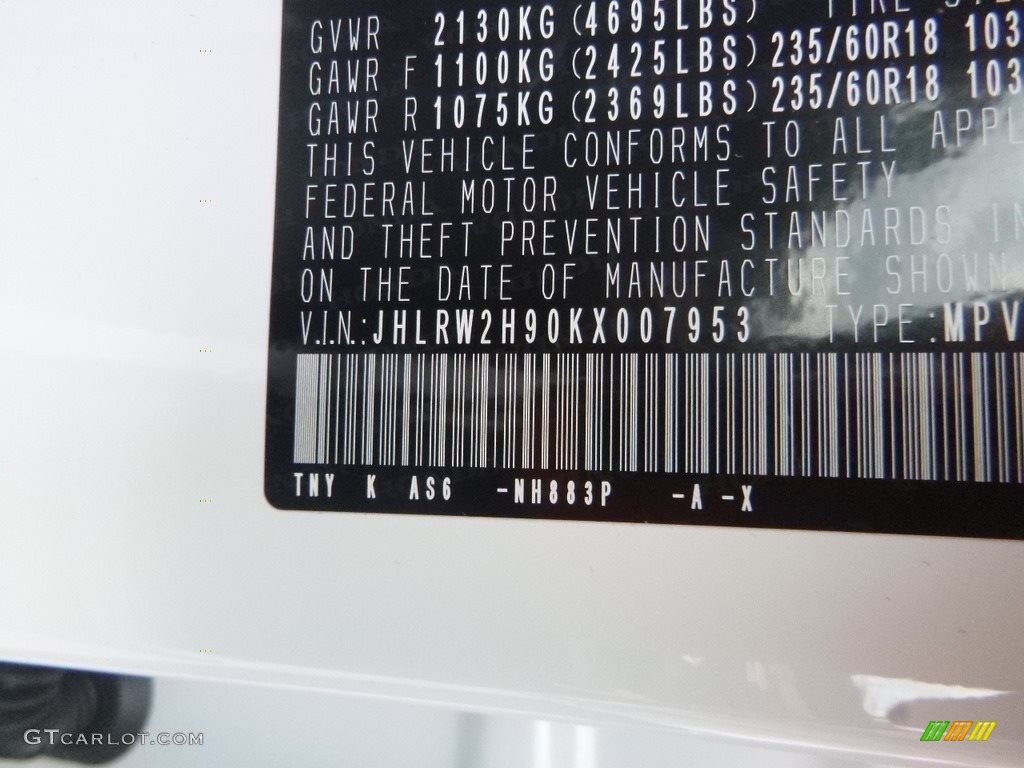 GVWR 2130KG (4695LBS)
GAWR F 1100KG (2425LBS) 235/60R18 103
GAWR R 1075KG (2369LBS) 235/60R18 103
THIS VEHICLE CONFORMS TO ALL APPL
FEDERAL MOTOR VEHICLE SAFETY
AND THEFT PREVENTION STANDARDS IN
ON THE DATE OF MANUFACTURE SHOWN
V.I.N.: JHLRW2H90KX007953 TYPE: MPV
TNY K AS6 -NH883P -A -X
GTCARLOT.COM